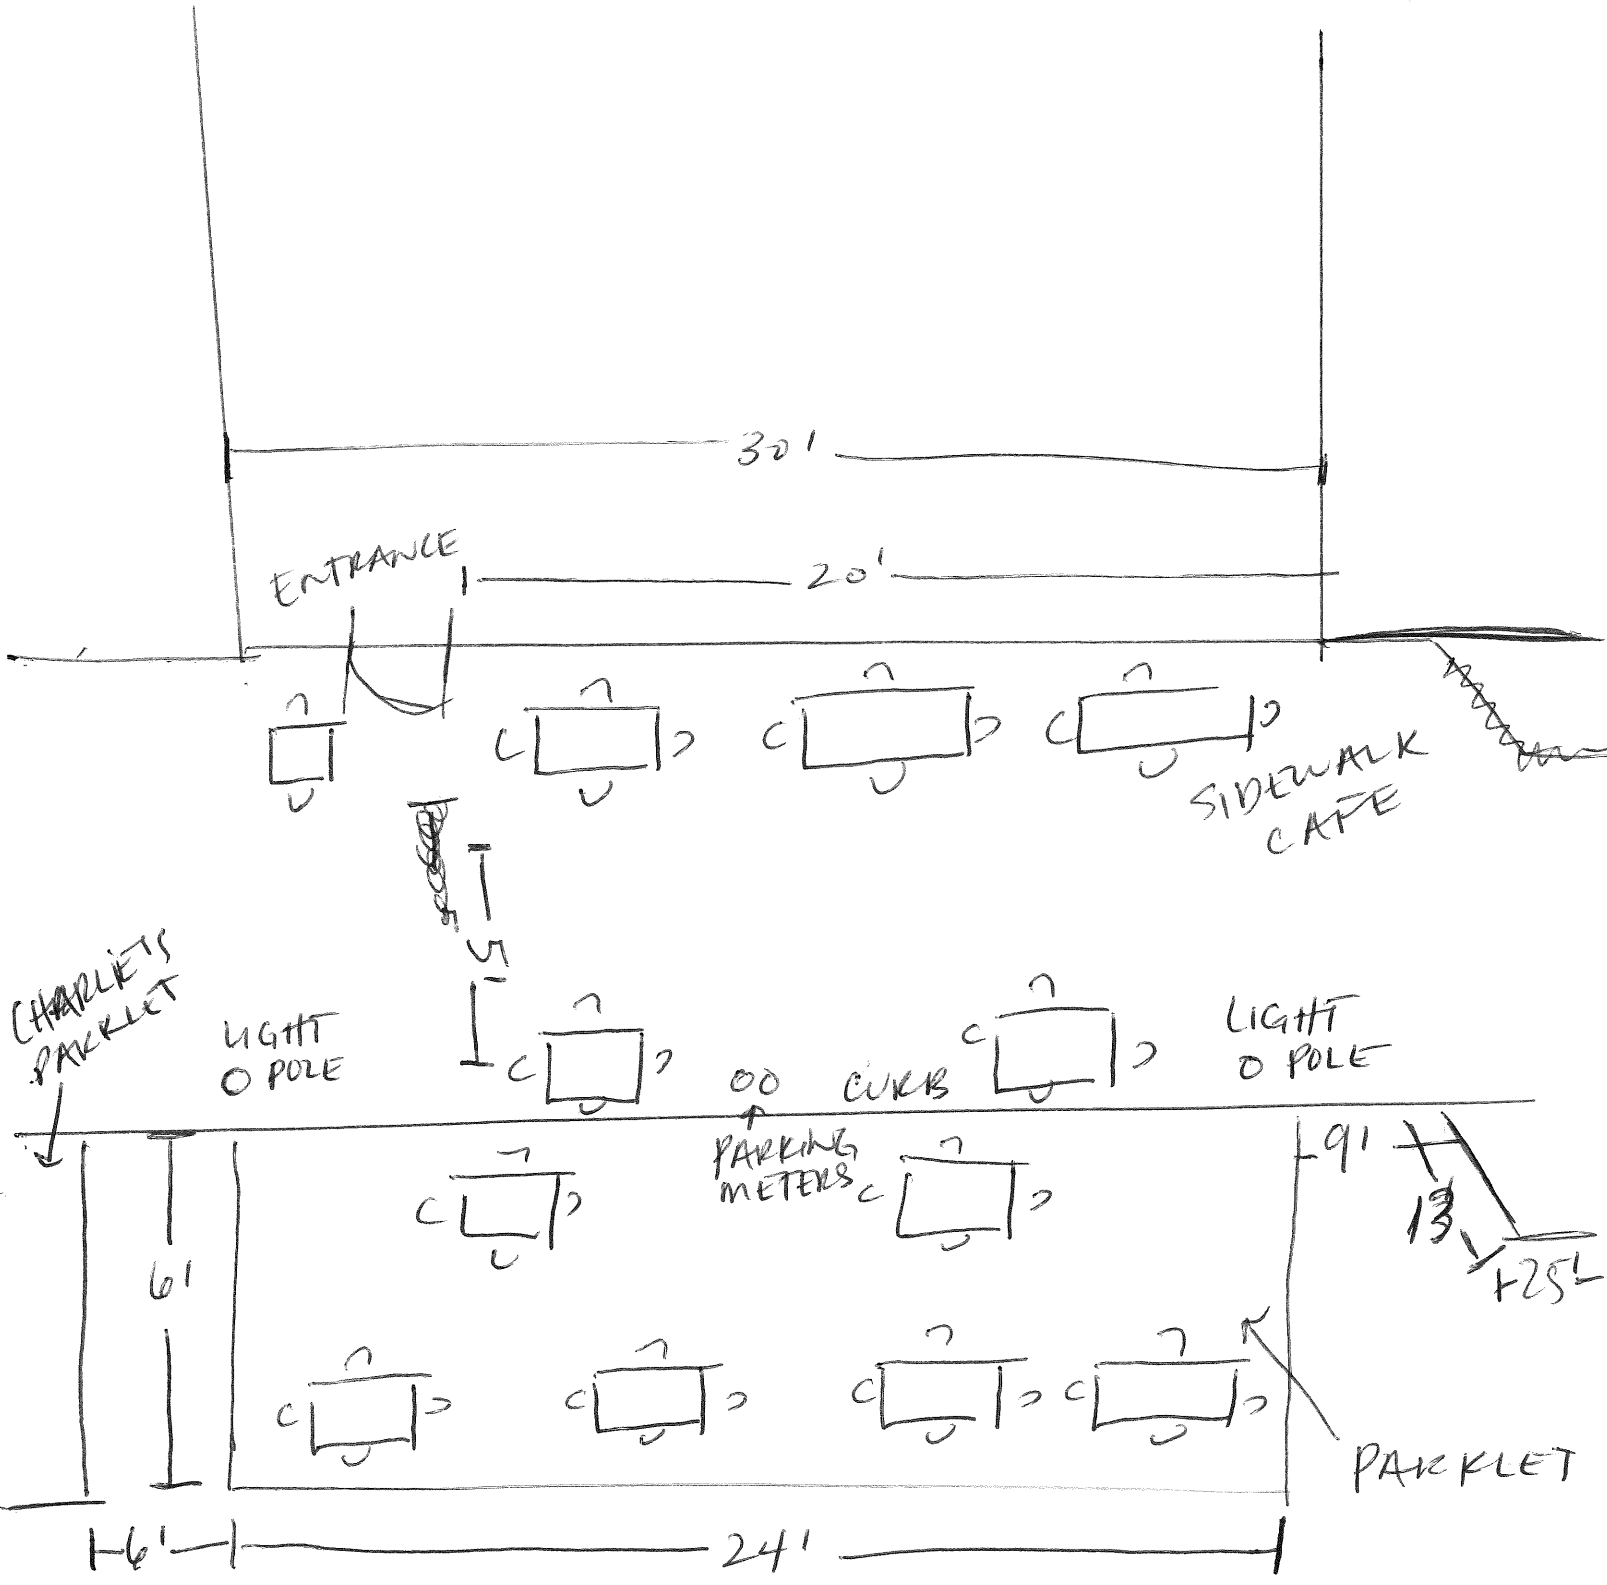 30'
ENTRANCE
20'
SIDEWALK
CAFE
5'
CHARLIE'S
PARKLET
LIGHT
POLE
LIGHT
POLE
CURB
PARKING
METERS
9'
13
6'
25'
PARKLET
6'
24'